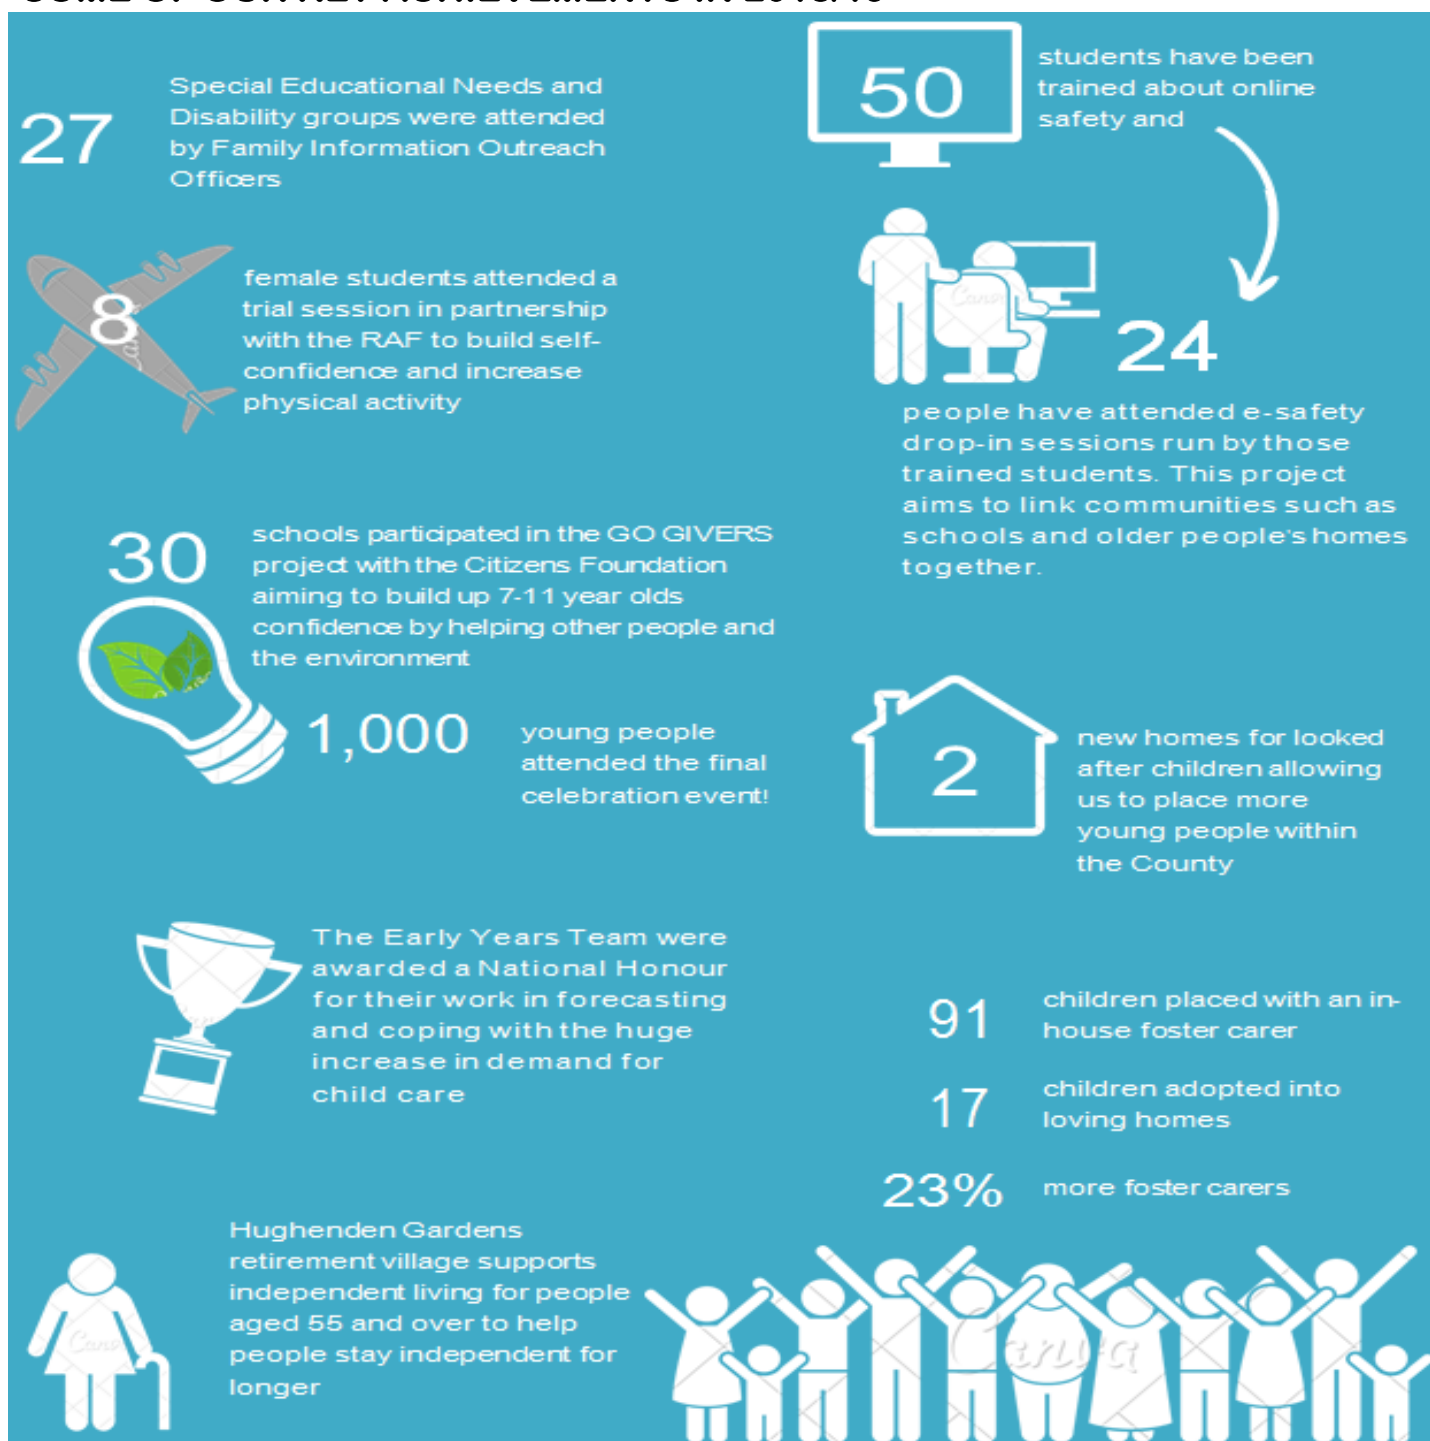 SOME OF OUR KEY ACHIEVEMENTS IN 2015/16
27
Special Educational Needs and
Disability groups were attended
by Family Information Outreach
Officers
8
female students attended a
trial session in partnership
with the RAF to build self-
confidence and increase
physical activity
30
schools participated in the GO GIVERS
project with the Citizens Foundation
aiming to build up 7-11 year olds
confidence by helping other people and
the environment
1,000
young people
attended the final
celebration event!
The Early Years Team were
awarded a National Honour
for their work in forecasting
and coping with the huge
increase in demand for
child care
Hughenden Gardens
retirement village supports
independent living for people
aged 55 and over to help
people stay independent for
longer
50
students have been
trained about online
safety and
24
people have attended e-safety
drop-in sessions run by those
trained students. This project
aims to link communities such as
schools and older people's homes
together.
2
new homes for looked
after children allowing
us to place more
young people within
the County
91
children placed with an in-
house foster carer
17
children adopted into
loving homes
23%
more foster carers
Canva